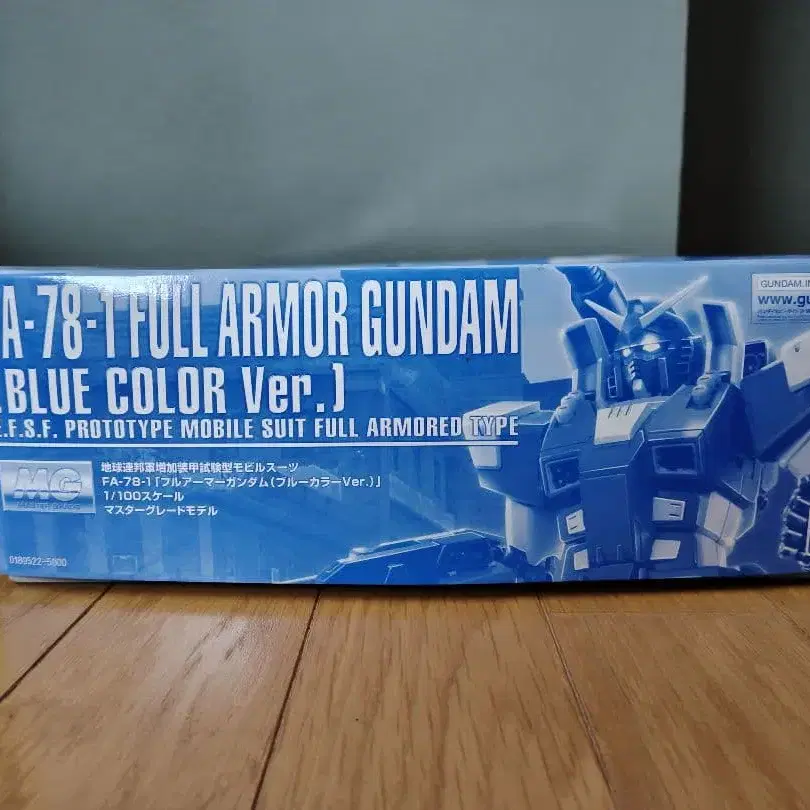 A-78-1 FULL ARMOR GUNDAM
[BLUE COLOR Ver.]
E.F.S.F. PROTOTYPE MOBILE SUIT FULL ARMORED TYPE
MG
地球連邦軍増加装甲試験型モビルスーツ
FA-78-1「フルアーマーガンダム(ブルーカラーVer.)」
1/100スケール
マスターグレードモデル
0189522-5800
GUNDAM.IN
www.gu